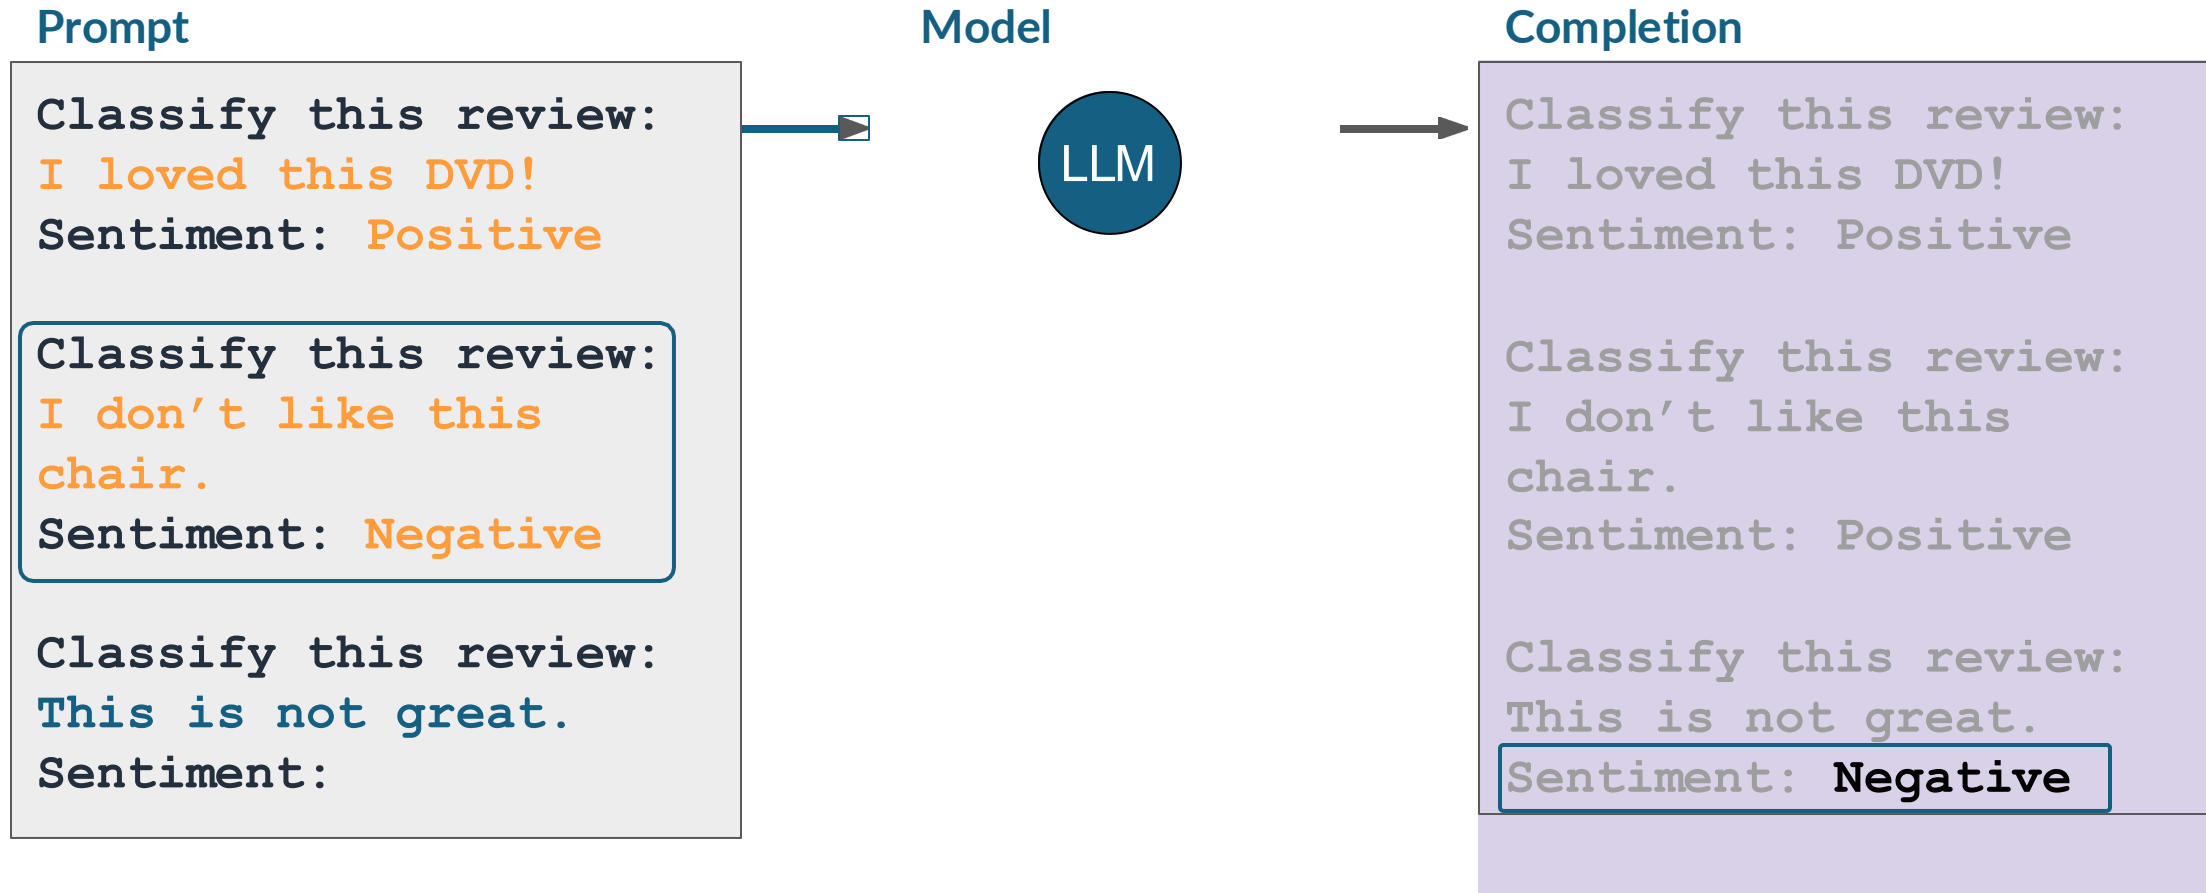 Prompt
Classify this review:
I loved this DVD!
Sentiment: Positive
Classify this review:
I don’t like this
chair.
Sentiment: Negative
Classify this review:
This is not great.
Sentiment:
Model
LLM
Completion
Classify this review:
I loved this DVD!
Sentiment: Positive
Classify this review:
I don’t like this
chair.
Sentiment: Positive
Classify this review:
This is not great.
Sentiment: Negative